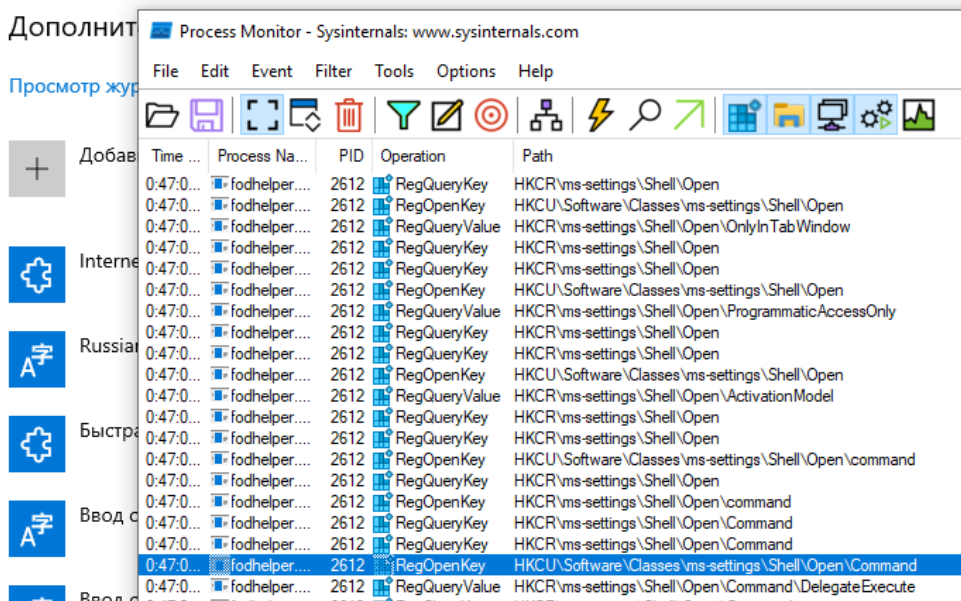 Дополнит
Просмотр жур
Добав
Interne
Russiar
Быстра
Ввод с
Ввод с
Process Monitor - Sysinternals: www.sysinternals.com
File Edit Event Filter Tools Options Help
Time ... Process Na... PID Operation Path
0:47:0... fodhelper.... 2612 RegQueryKey HKCR\ms-settings\Shell\Open
0:47:0... fodhelper.... 2612 RegOpenKey HKCU\Software\Classes\ms-settings\Shell\Open
0:47:0... fodhelper.... 2612 RegQueryValue HKCR\ms-settings\Shell\Open\OnlyInTabWindow
0:47:0... fodhelper.... 2612 RegQueryKey HKCR\ms-settings\Shell\Open
0:47:0... fodhelper.... 2612 RegQueryKey HKCR\ms-settings\Shell\Open
0:47:0... fodhelper.... 2612 RegOpenKey HKCU\Software\Classes\ms-settings\Shell\Open
0:47:0... fodhelper.... 2612 RegQueryValue HKCR\ms-settings\Shell\Open\ProgrammaticAccessOnly
0:47:0... fodhelper.... 2612 RegQueryKey HKCR\ms-settings\Shell\Open
0:47:0... fodhelper.... 2612 RegQueryKey HKCR\ms-settings\Shell\Open
0:47:0... fodhelper.... 2612 RegOpenKey HKCU\Software\Classes\ms-settings\Shell\Open
0:47:0... fodhelper.... 2612 RegQueryValue HKCR\ms-settings\Shell\Open\ActivationModel
0:47:0... fodhelper.... 2612 RegQueryKey HKCR\ms-settings\Shell\Open
0:47:0... fodhelper.... 2612 RegQueryKey HKCR\ms-settings\Shell\Open
0:47:0... fodhelper.... 2612 RegOpenKey HKCU\Software\Classes\ms-settings\Shell\Open\command
0:47:0... fodhelper.... 2612 RegQueryKey HKCR\ms-settings\Shell\Open
0:47:0... fodhelper.... 2612 RegOpenKey HKCR\ms-settings\Shell\Open\command
0:47:0... fodhelper.... 2612 RegQueryKey HKCR\ms-settings\Shell\Open\Command
0:47:0... fodhelper.... 2612 RegQueryKey HKCR\ms-settings\Shell\Open\Command
0:47:0... fodhelper.... 2612 RegOpenKey HKCU\Software\Classes\ms-settings\Shell\Open\Command
0:47:0... fodhelper.... 2612 RegQueryValue HKCR\ms-settings\Shell\Open\Command\DelegateExecute